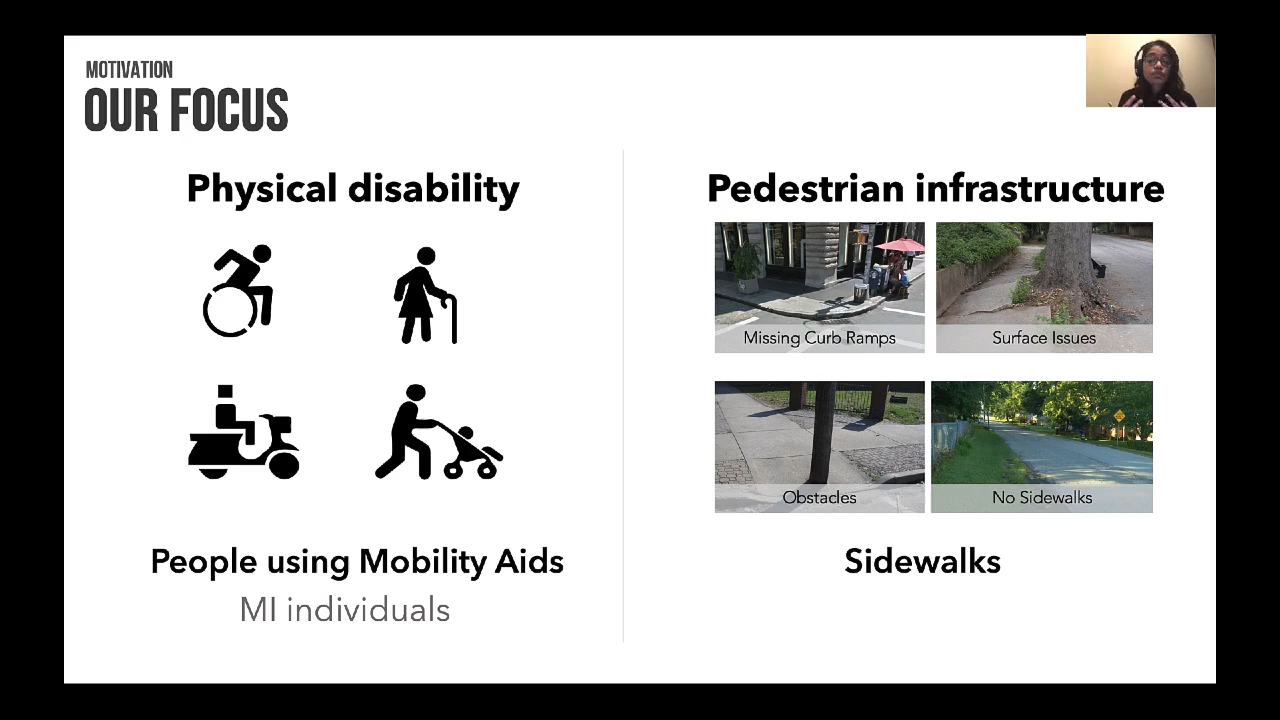 MOTIVATION
OUR FOCUS
Physical disability
People using Mobility Aids
MI individuals
Pedestrian infrastructure
Missing Curb Ramps
Surface Issues
Obstacles
No Sidewalks
Sidewalks